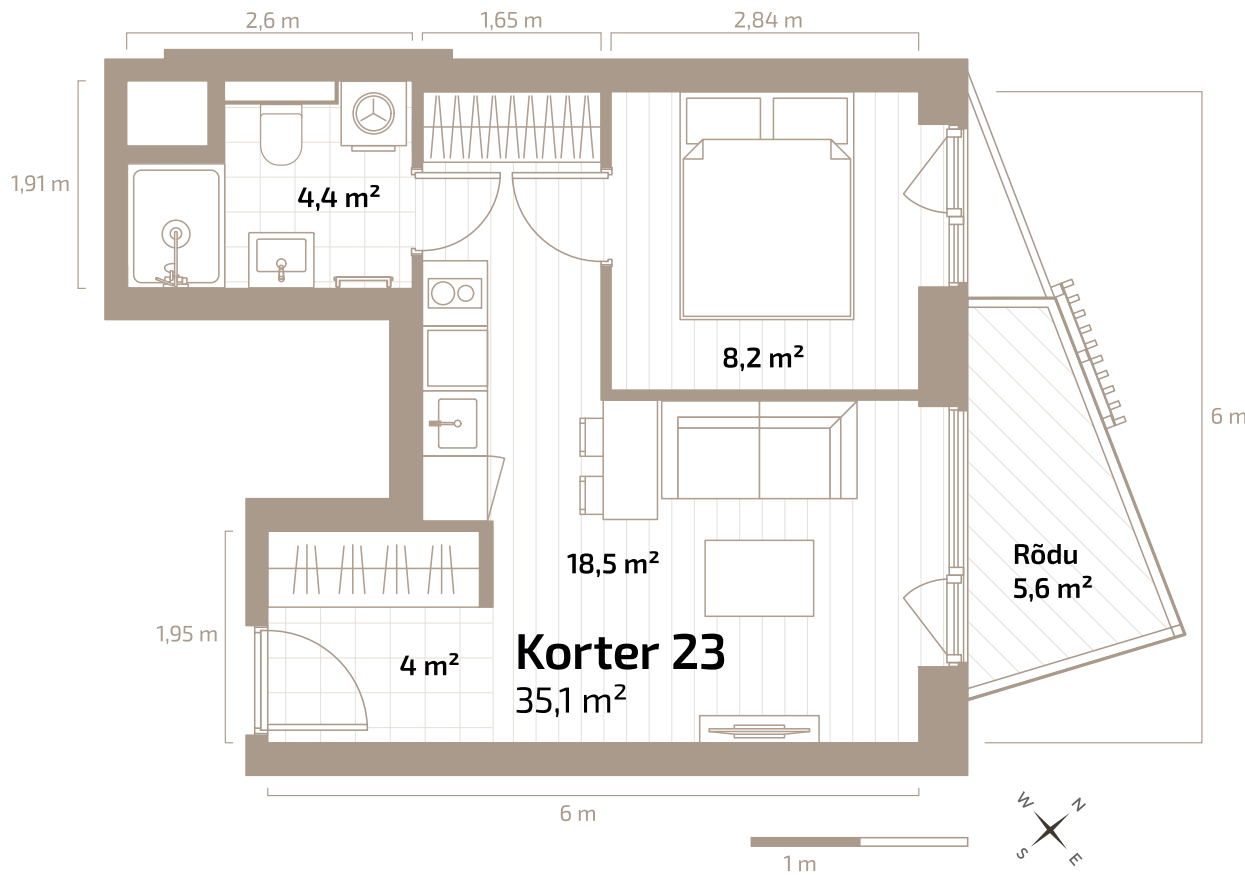 2,6 m
1,65 m
2,84 m
1,91 m
4,4 m²
8,2 m²
6 m
Rõdu
5,6 m²
18,5 m²
1,95 m
4 m²
Korter 23
35,1 m²
6 m
1 m
W
N
S
E